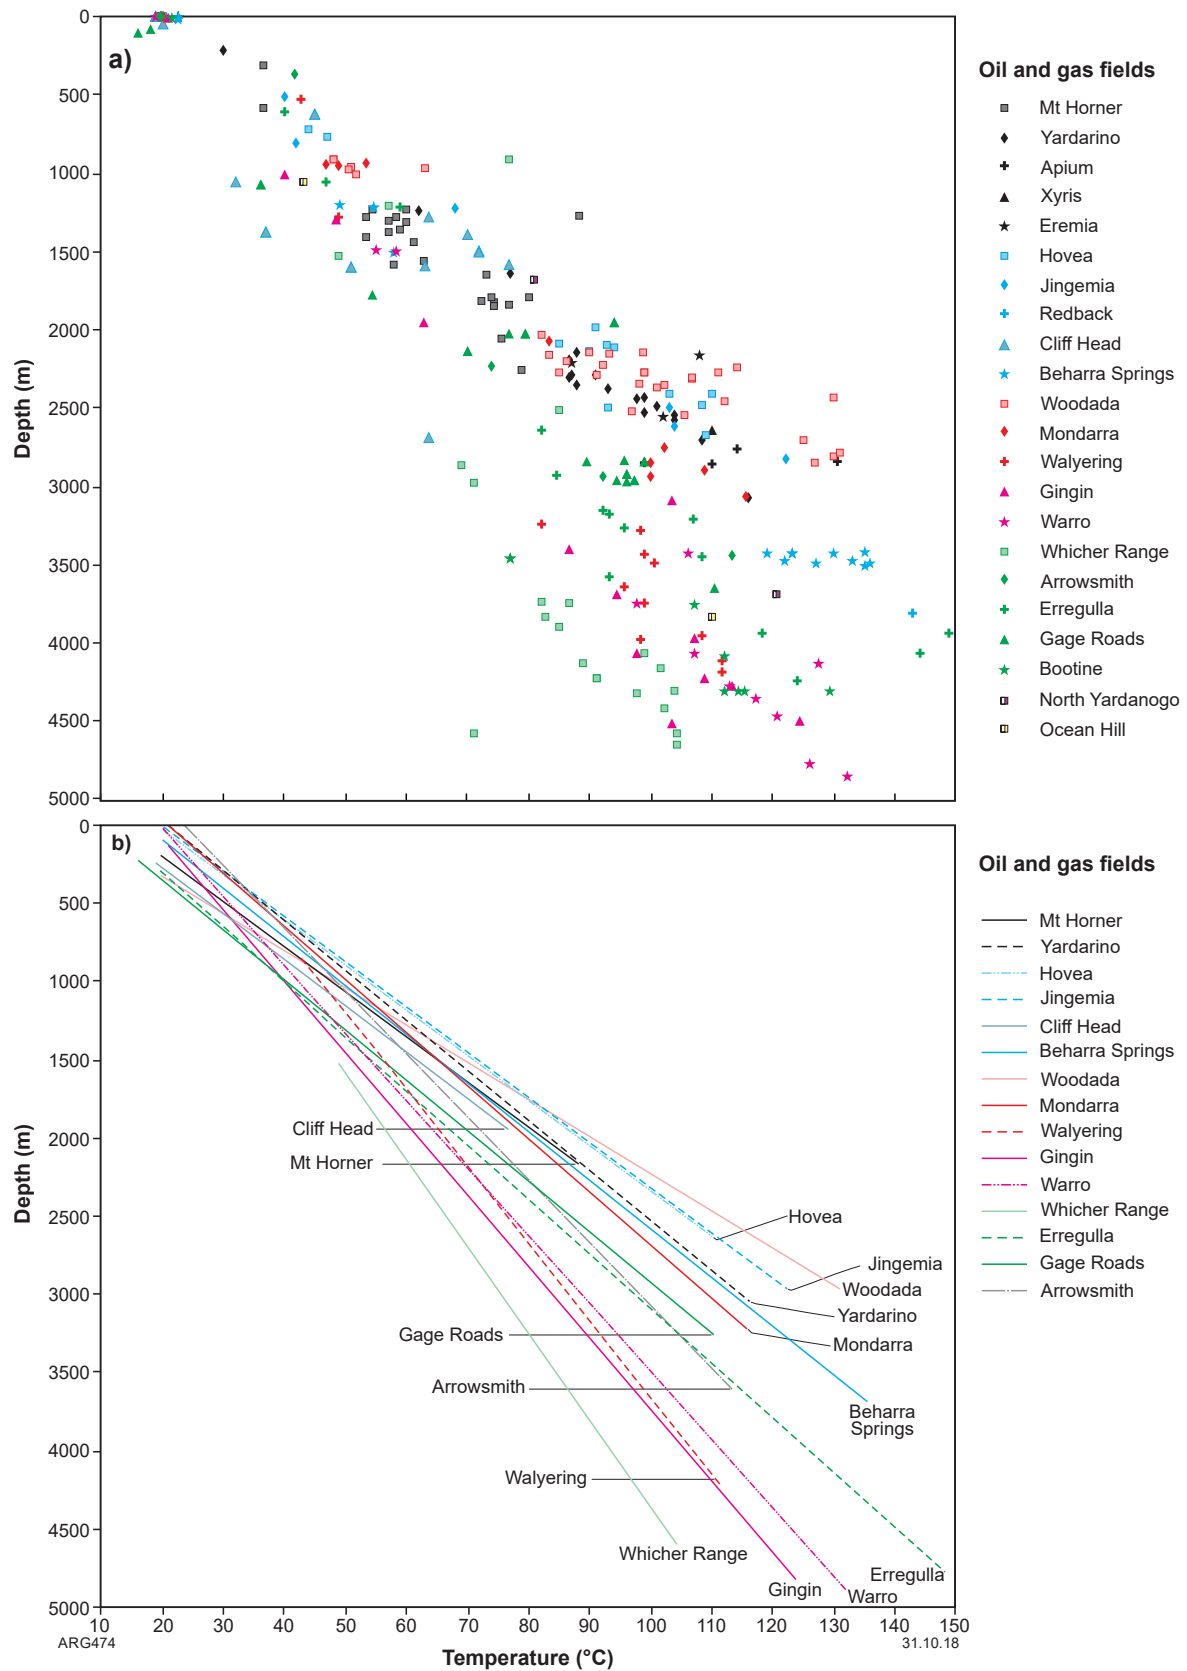 a)
0
500
1000
1500
2000
2500
3000
3500
4000
4500
5000
Depth (m)
Oil and gas fields
Mt Horner
Yardarino
Apium
Xyris
Eremia
Hovea
Jingemia
Redback
Cliff Head
Beharra Springs
Woodada
Mondarra
Walyering
Gingin
Warro
Whicher Range
Arrowsmith
Erregulla
Gage Roads
Bootine
North Yardanogo
Ocean Hill
b)
0
500
1000
1500
2000
2500
3000
3500
4000
4500
5000
Depth (m)
Cliff Head
Mt Horner
Hovea
Jingemia
Woodada
Yardarino
Gage Roads
Mondarra
Arrowsmith
Beharra
Springs
Walyering
Whicher Range
Erregulla
Gingin
Warro
10 20 30 40 50 60 70 80 90 100 110 120 130 140 150
ARG474
Temperature (°C)
31.10.18
Oil and gas fields
Mt Horner
Yardarino
Hovea
Jingemia
Cliff Head
Beharra Springs
Woodada
Mondarra
Walyering
Gingin
Warro
Whicher Range
Erregulla
Gage Roads
Arrowsmith